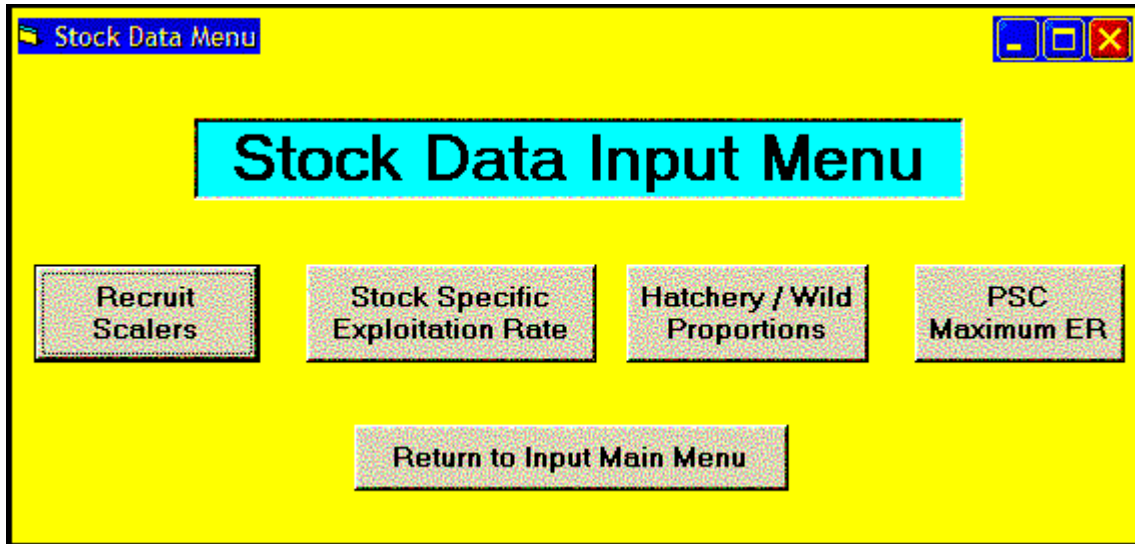 Stock Data Menu
Stock Data Input Menu
Recruit
Scalers
Stock Specific
Exploitation Rate
Hatchery / Wild
Proportions
PSC
Maximum ER
Return to Input Main Menu